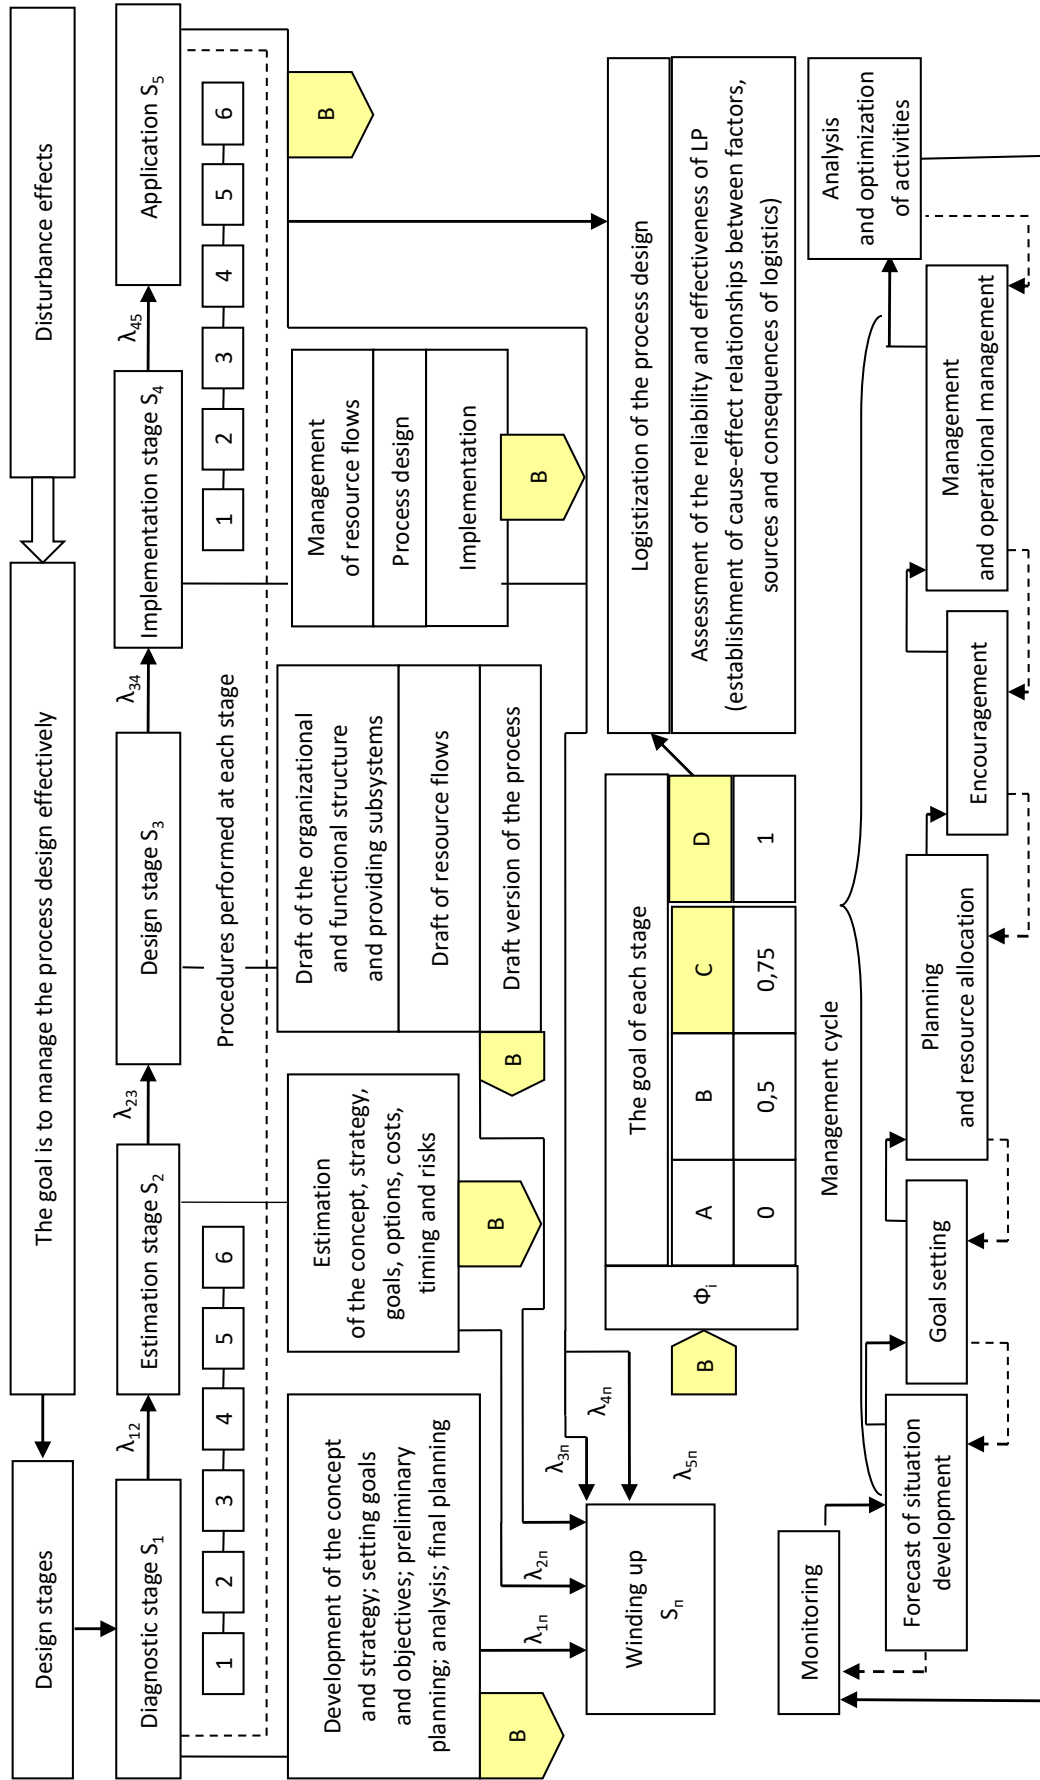 Design stages
The goal is to manage the process design effectively
Disturbance effects
Diagnostic stage S1
λ12
Estimation stage S2
λ23
Design stage S3
λ34
Implementation stage S4
λ45
Application S5
1
2
3
4
5
6
Procedures performed at each stage
1
2
3
4
5
6
Development of the concept
and strategy; setting goals
and objectives; preliminary
planning; analysis; final planning
B
Estimation
of the concept, strategy,
goals, options, costs,
timing and risks
B
Draft of the organizational
and functional structure
and providing subsystems
Draft of resource flows
Draft version of the process
B
Management
of resource flows
Process design
Implementation
B
B
λ1п
λ2п
λ3п
λ4п
λ5п
Winding up
Sп
B
Φi
The goal of each stage
A
B
C
D
0
0,5
0,75
1
Logistization of the process design
Assessment of the reliability and effectiveness of LP
(establishment of cause-effect relationships between factors,
sources and consequences of logistics)
Management cycle
Monitoring
Forecast of situation
development
Goal setting
Planning
and resource allocation
Encouragement
Management
and operational management
Analysis
and optimization
of activities